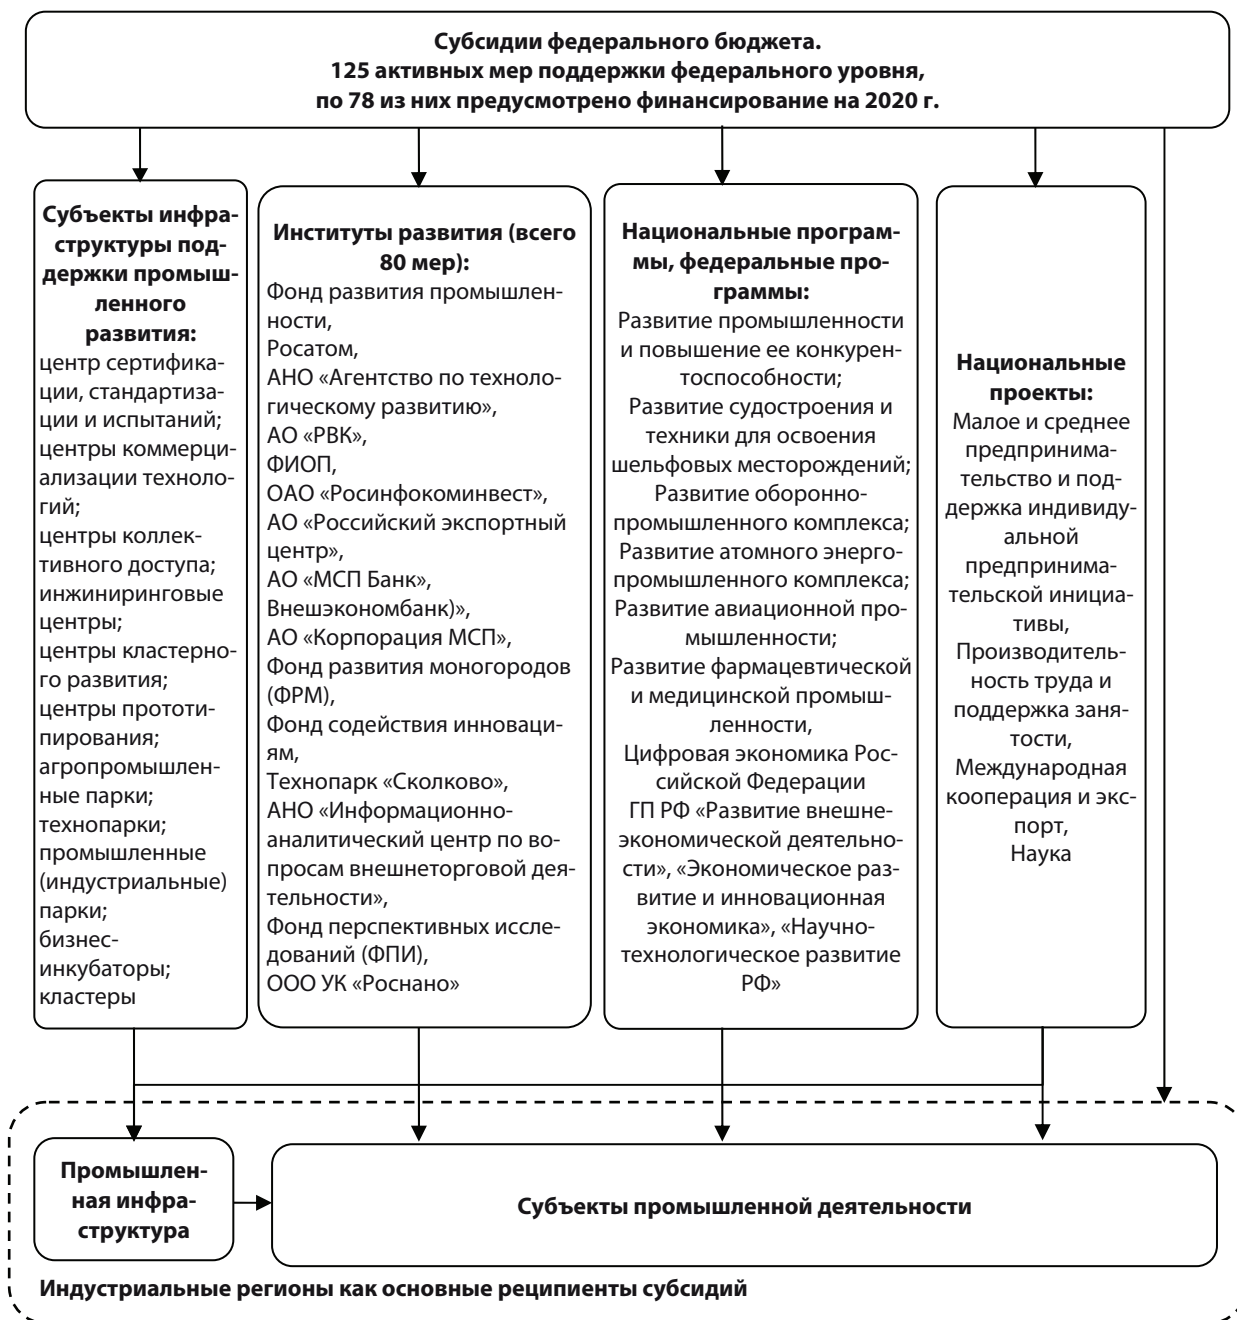 Субсидии федерального бюджета.
125 активных мер поддержки федерального уровня,
по 78 из них предусмотрено финансирование на 2020 г.
Субъекты инфра-
структуры под-
держки промыш-
ленного
развития:
центр сертифика-
ции, стандартиза-
ции и испытаний;
центры коммерци-
ализации техноло-
гий;
центры коллек-
тивного доступа;
инжиниринговые
центры;
центры кластерно-
го развития;
центры прототи-
пирования;
агропромышлен-
ные парки;
технопарки;
промышленные
(индустриальные)
парки;
бизнес-
инкубаторы;
кластеры
Институты развития (всего
80 мер):
Фонд развития промышлен-
ности,
Росатом,
АНО «Агентство по техноло-
гическому развитию»,
АО «РВК»,
ФИОП,
ОАО «Росинфокоминвест»,
АО «Российский экспортный
центр»,
АО «МСП Банк»,
Внешэкономбанк)»,
АО «Корпорация МСП»,
Фонд развития моногородов
(ФРМ),
Фонд содействия инноваци-
ям,
Технопарк «Сколково»,
АНО «Информационно-
аналитический центр по во-
просам внешнеторговой дея-
тельности»,
Фонд перспективных иссле-
дований (ФПИ),
ООО УК «Роснано»
Национальные програм-
мы, федеральные про-
граммы:
Развитие промышленности
и повышение ее конкурен-
тоспособности;
Развитие судостроения и
техники для освоения
шельфовых месторождений;
Развитие оборонно-
промышленного комплекса;
Развитие атомного энерго-
промышленного комплекса;
Развитие авиационной про-
мышленности;
Развитие фармацевтической
и медицинской промыш-
ленности,
Цифровая экономика Рос-
сийской Федерации
ГП РФ «Развитие внешне-
экономической деятельно-
сти», «Экономическое раз-
витие и инновационная
экономика», «Научно-
технологическое развитие
РФ»
Национальные
проекты:
Малое и среднее
предпринима-
тельство и под-
держка индивиду-
альной
предпринима-
тельской инициа-
тивы,
Производитель-
ность труда и
поддержка заня-
тости,
Международная
кооперация и экс-
порт,
Наука
Промышлен-
ная инфра-
структура
Субъекты промышленной деятельности
Индустриальные регионы как основные реципиенты субсидий